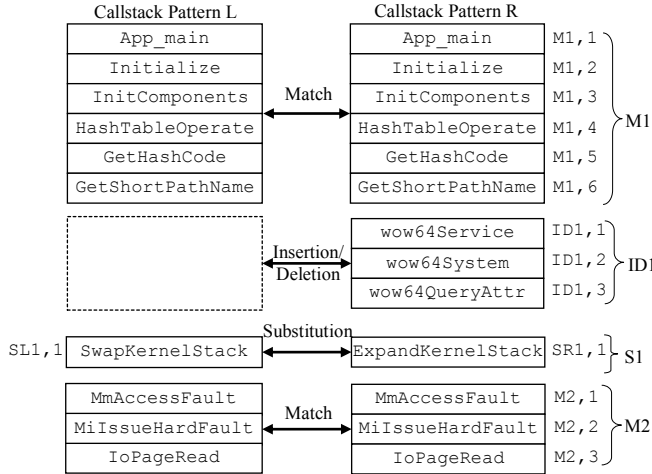 Callstack Pattern L Callstack Pattern R
App_main App_main M1,1
Initialize Initialize M1,2
InitComponents Match InitComponents M1,3
HashTableOperate HashTableOperate M1,4 M1
GetHashCode GetHashCode M1,5
GetShortPathName GetShortPathName M1,6
wow64Service ID1,1
Insertion/ wow64System ID1,2 ID1
Deletion wow64QueryAttr ID1,3
Substitution
SL1,1 SwapKernelStack ExpandKernelStack SR1,1 S1
MmAccessFault MmAccessFault M2,1
MiIssueHardFault Match MiIssueHardFault M2,2 M2
IoPageRead IoPageRead M2,3